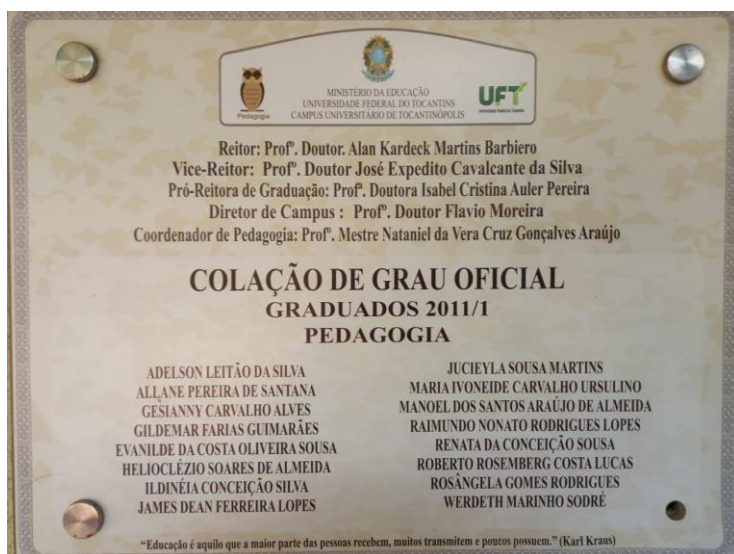 Pedagogia
MINISTÉRIO DA EDUCAÇÃO
UNIVERSIDADE FEDERAL DO TOCANTINS
CAMPUS UNIVERSITÁRIO DE TOCANTINÓPOLIS
UFT
Universidade Federal do Tocantins
Reitor: Profº. Doutor. Alan Kardeck Martins Barbiero
Vice-Reitor: Profº. Doutor José Expedito Cavalcante da Silva
Pró-Reitora de Graduação: Profª. Doutora Isabel Cristina Auler Pereira
Diretor de Campus : Profº. Doutor Flavio Moreira
Coordenador de Pedagogia: Profº. Mestre Nataniel da Vera Cruz Gonçalves Araújo
COLAÇÃO DE GRAU OFICIAL
GRADUADOS 2011/1
PEDAGOGIA
ADELSON LEITÃO DA SILVA
ALLANE PEREIRA DE SANTANA
GESIANNY CARVALHO ALVES
GILDEMAR FARIAS GUIMARÃES
EVANILDE DA COSTA OLIVEIRA SOUSA
HELIOCLÉZIO SOARES DE ALMEIDA
ILDINÉIA CONCEIÇÃO SILVA
JAMES DEAN FERREIRA LOPES
JUCIEYLA SOUSA MARTINS
MARIA IVONEIDE CARVALHO URSULINO
MANOEL DOS SANTOS ARAÚJO DE ALMEIDA
RAIMUNDO NONATO RODRIGUES LOPES
RENATA DA CONCEIÇÃO SOUSA
ROBERTO ROSEMBERG COSTA LUCAS
ROSÂNGELA GOMES RODRIGUES
WERDETH MARINHO SODRÉ
“Educação é aquilo que a maior parte das pessoas recebem, muitos transmitem e poucos possuem.” (Karl Kraus)